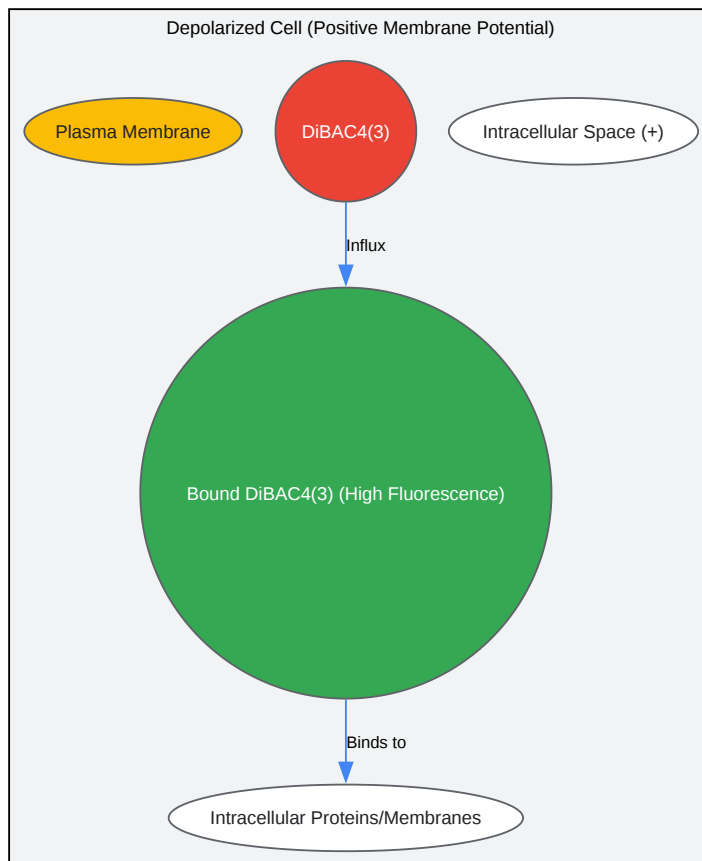 Depolarized Cell (Positive Membrane Potential)
Plasma Membrane
DiBAC4(3)
Intracellular Space (+)
Influx
Bound DiBAC4(3) (High Fluorescence)
Binds to
Intracellular Proteins/Membranes